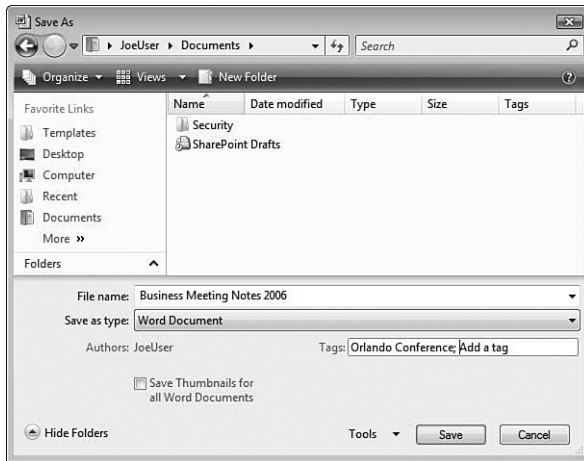 Save As
JoeUser Documents Search
Organize Views New Folder
Favorite Links Name Date modified Type Size Tags
Templates Security
Desktop SharePoint Drafts
Computer
Recent
Documents
More »
Folders
File name: Business Meeting Notes 2006
Save as type: Word Document
Authors: JoeUser Tags: Orlando Conference; Add a tag
Save Thumbnails for
all Word Documents
Hide Folders Tools Save Cancel